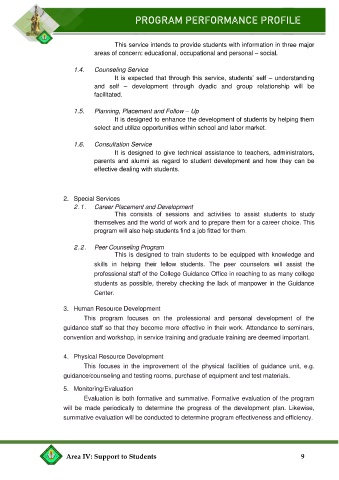 PROGRAM PERFORMANCE PROFILE
This service intends to provide students with information in three major
areas of concern: educational, occupational and personal – social.
1.4. Counseling Service
It is expected that through this service, students' self – understanding
and self – development through dyadic and group relationship will be
facilitated.
1.5. Planning, Placement and Follow – Up
It is designed to enhance the development of students by helping them
select and utilize opportunities within school and labor market.
1.6. Consultation Service
It is designed to give technical assistance to teachers, administrators,
parents and alumni as regard to student development and how they can be
effective dealing with students.
2. Special Services
2.1. Career Placement and Development
This consists of sessions and activities to assist students to study
themselves and the world of work and to prepare them for a career choice. This
program will also help students find a job fitted for them.
2.2. Peer Counseling Program
This is designed to train students to be equipped with knowledge and
skills in helping their fellow students. The peer counselors will assist the
professional staff of the College Guidance Office in reaching to as many college
students as possible, thereby checking the lack of manpower in the Guidance
Center.
3. Human Resource Development
This program focuses on the professional and personal development of the
guidance staff so that they become more effective in their work. Attendance to seminars,
convention and workshop, in service training and graduate training are deemed important.
4. Physical Resource Development
This focuses in the improvement of the physical facilities of guidance unit, e.g.
guidance/counseling and testing rooms, purchase of equipment and test materials.
5. Monitoring/Evaluation
Evaluation is both formative and summative. Formative evaluation of the program
will be made periodically to determine the progress of the development plan. Likewise,
summative evaluation will be conducted to determine program effectiveness and efficiency.
Area IV: Support to Students 9